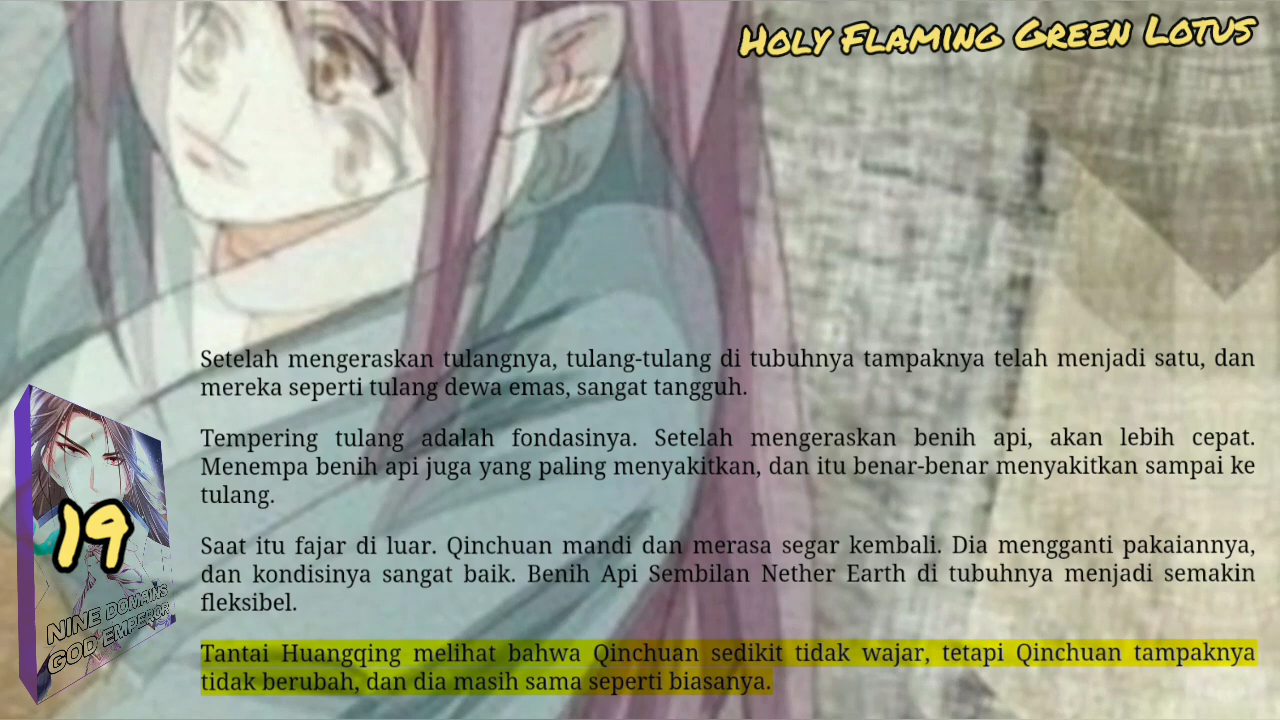 Holy Flaming Green Lotus
Setelah mengeraskan tulangnya, tulang-tulang di tubuhnya tampaknya telah menjadi satu, dan
mereka seperti tulang dewa emas, sangat tangguh.
Tempering tulang adalah fondasinya. Setelah mengeraskan benih api, akan lebih cepat.
Menempa benih api juga yang paling menyakitkan, dan itu benar-benar menyakitkan sampai ke
tulang.
Saat itu fajar di luar. Qinchuan mandi dan merasa segar kembali. Dia mengganti pakaiannya,
dan kondisinya sangat baik. Benih Api Sembilan Nether Earth di tubuhnya menjadi semakin
fleksibel.
Tantai Huangqing melihat bahwa Qinchuan sedikit tidak wajar, tetapi Qinchuan tampaknya
tidak berubah, dan dia masih sama seperti biasanya.
19
NINE DOMAINS
GOD EMPEROR